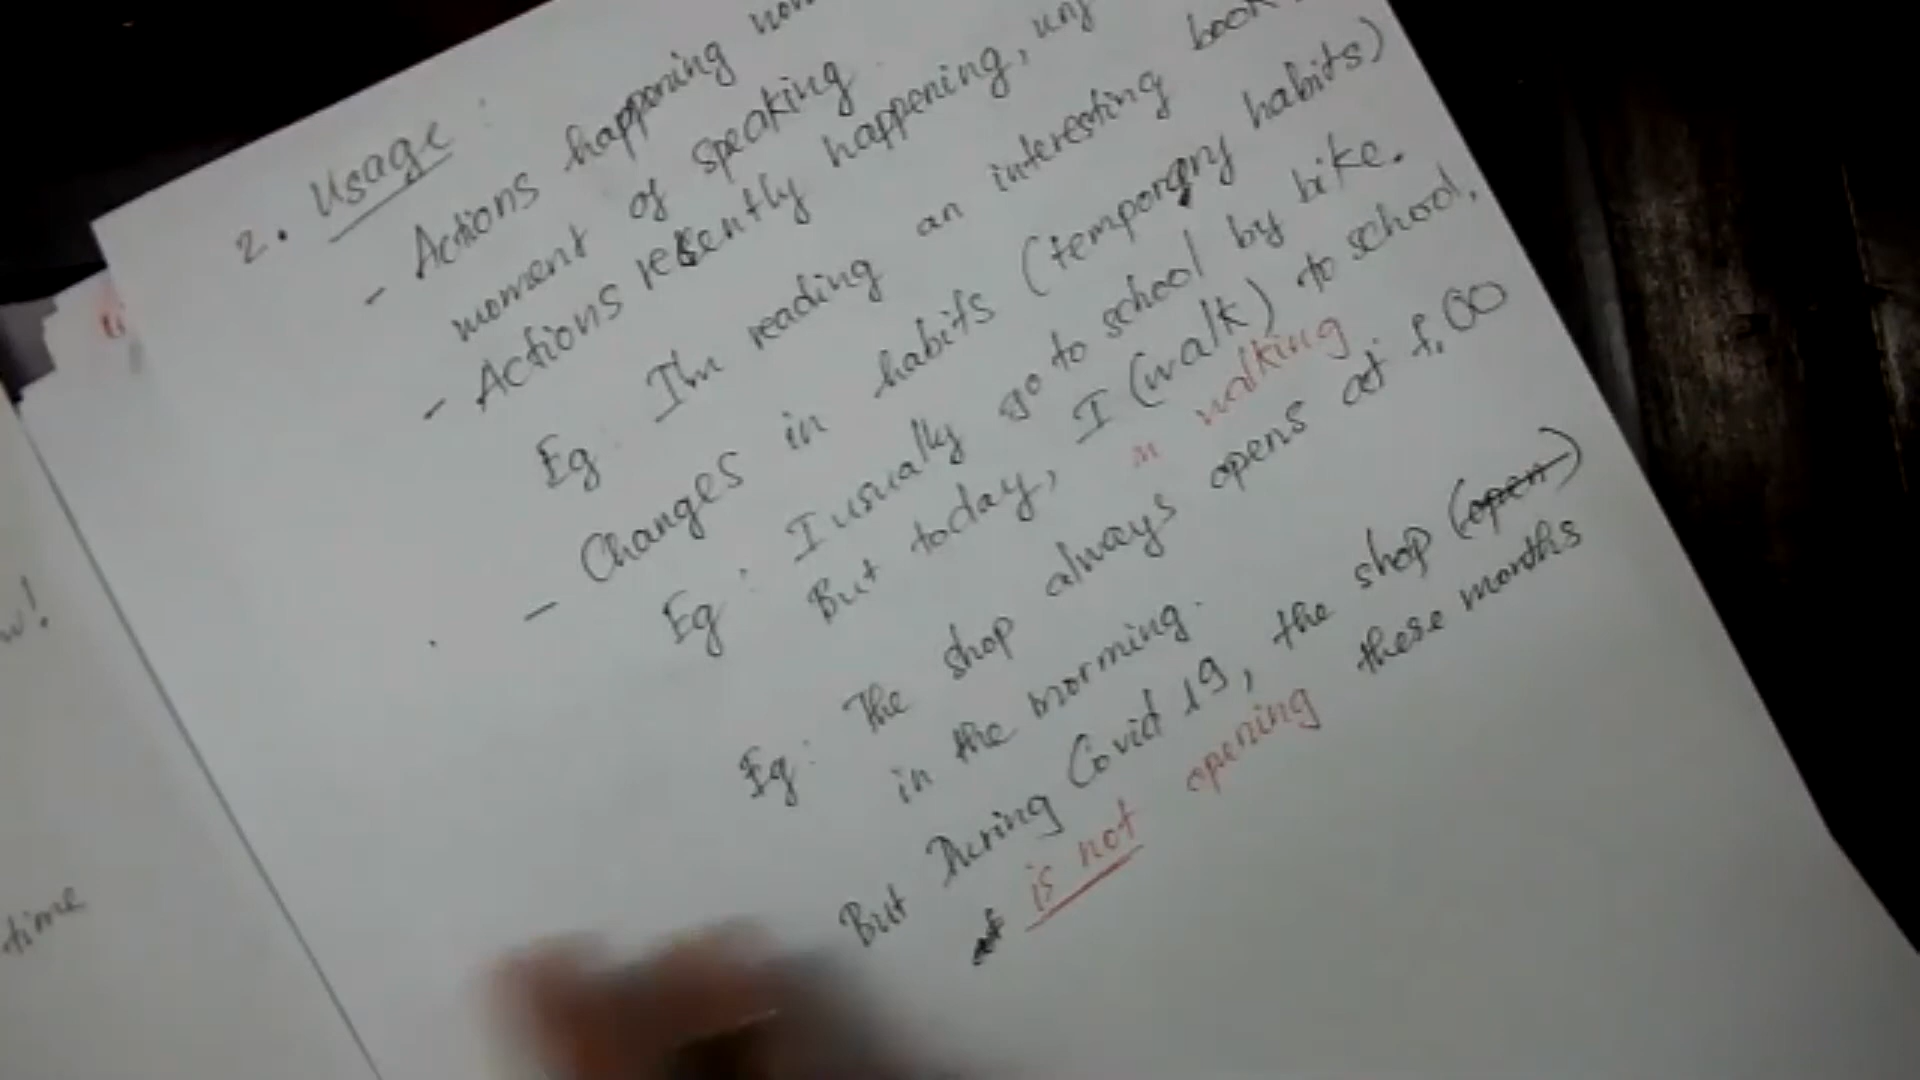 2. Usage :
- Actions happening
moment of speaking.
- Actions recently happening,
Eg : I'm reading an interesting book
- Changes in habits (temporary habits)
Eg : I usually go to school by bike.
But today, I (walk) to school.
walking
Eg : The shop always opens at
in the morning.
But During Covid 19, the shop (open)
is not opening these months
w!
time